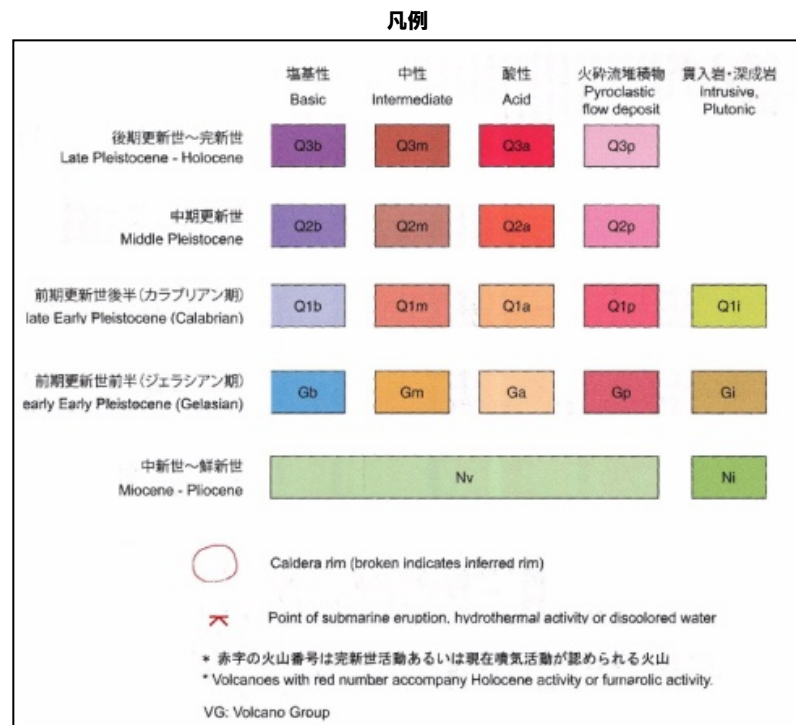 凡例
塩基性 中性 酸性 火砕流堆積物 貫入岩・深成岩
Basic Intermediate Acid Pyroclastic flow deposit Intrusive, Plutonic
後期更新世～完新世
Late Pleistocene - Holocene
Q3b Q3m Q3a Q3p
中期更新世
Middle Pleistocene
Q2b Q2m Q2a Q2p
前期更新世後半(カラブリアン期)
late Early Pleistocene (Calabrian)
Q1b Q1m Q1a Q1p Q1i
前期更新世前半(ジェラシアン期)
early Early Pleistocene (Gelasian)
Gb Gm Ga Gp Gi
中新世～鮮新世
Miocene - Pliocene
Nv Ni
Caldera rim (broken indicates inferred rim)
Point of submarine eruption, hydrothermal activity or discolored water
* 赤字の火山番号は完新世活動あるいは現在噴気活動が認められる火山
* Volcanoes with red number accompany Holocene activity or fumarolic activity.
VG: Volcano Group